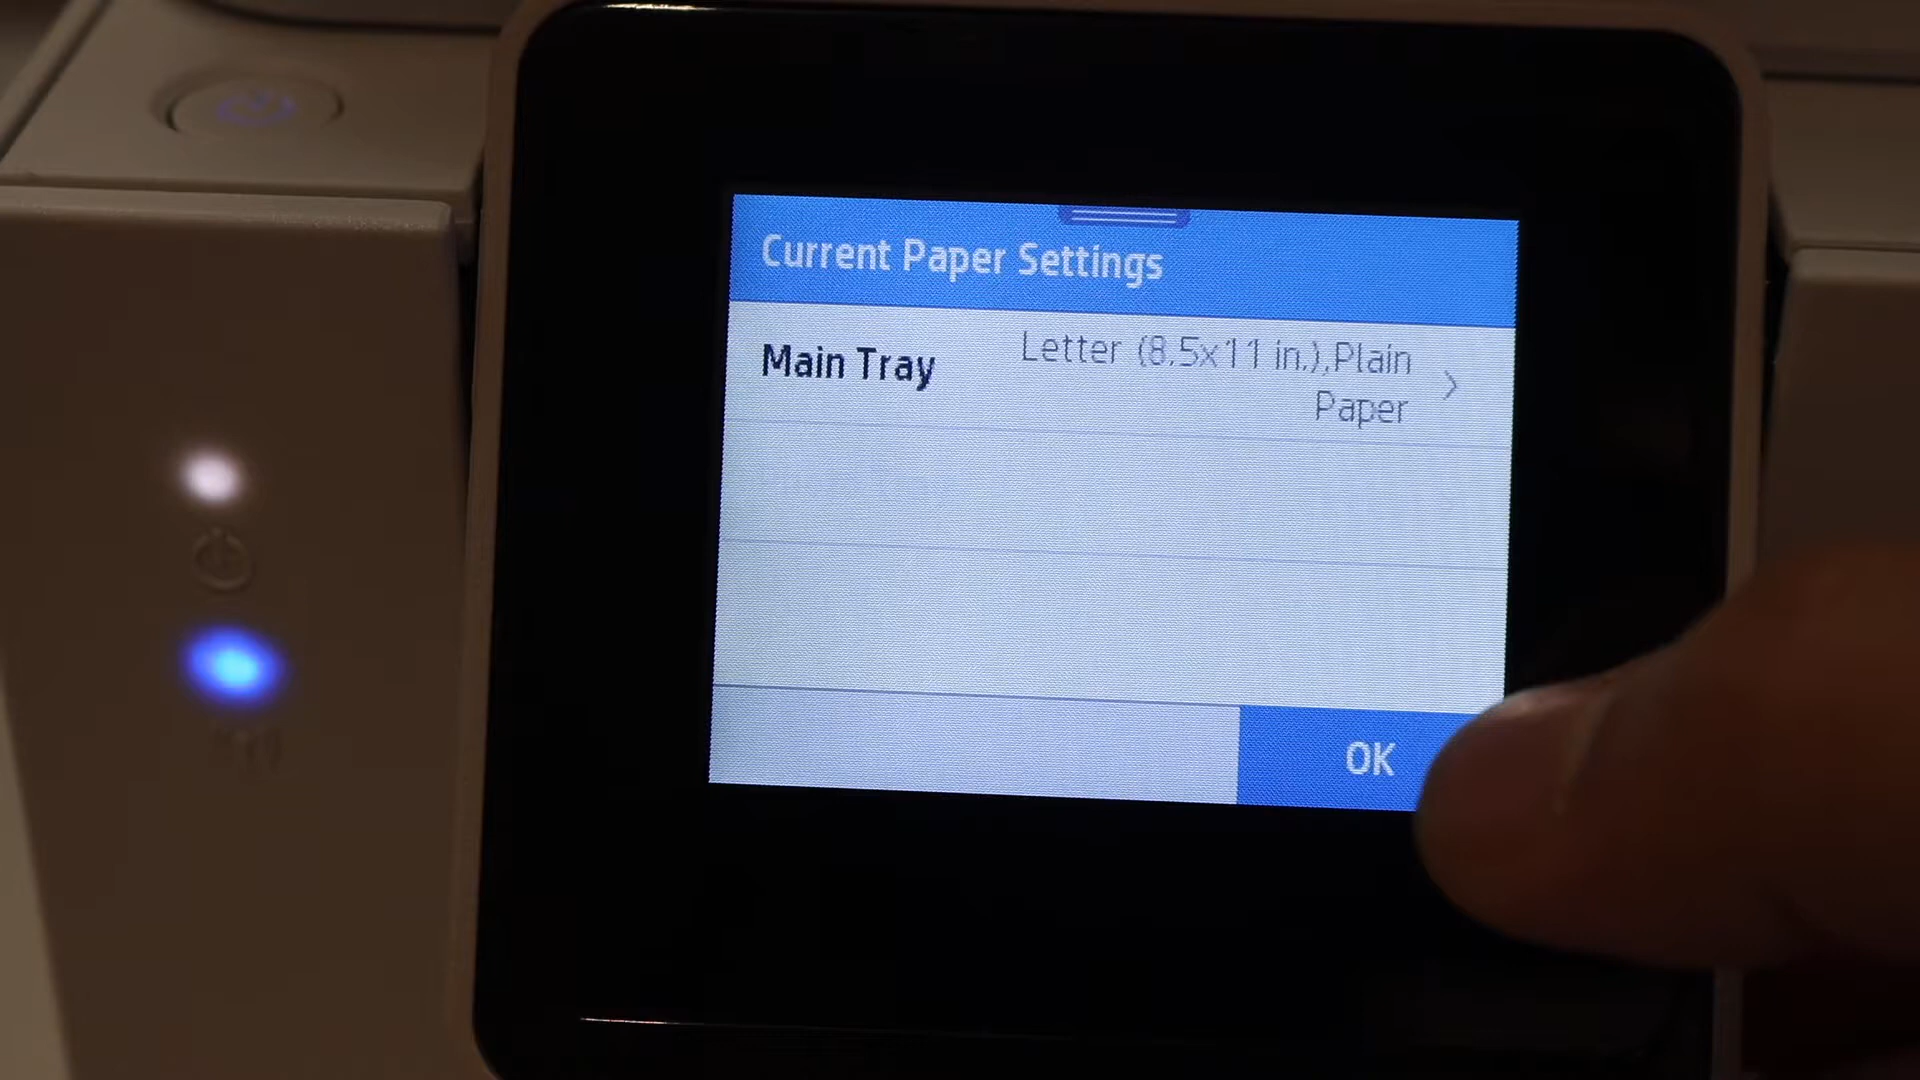 Current Paper Settings
Main Tray
Letter (8.5x11 in.),Plain
Paper
OK